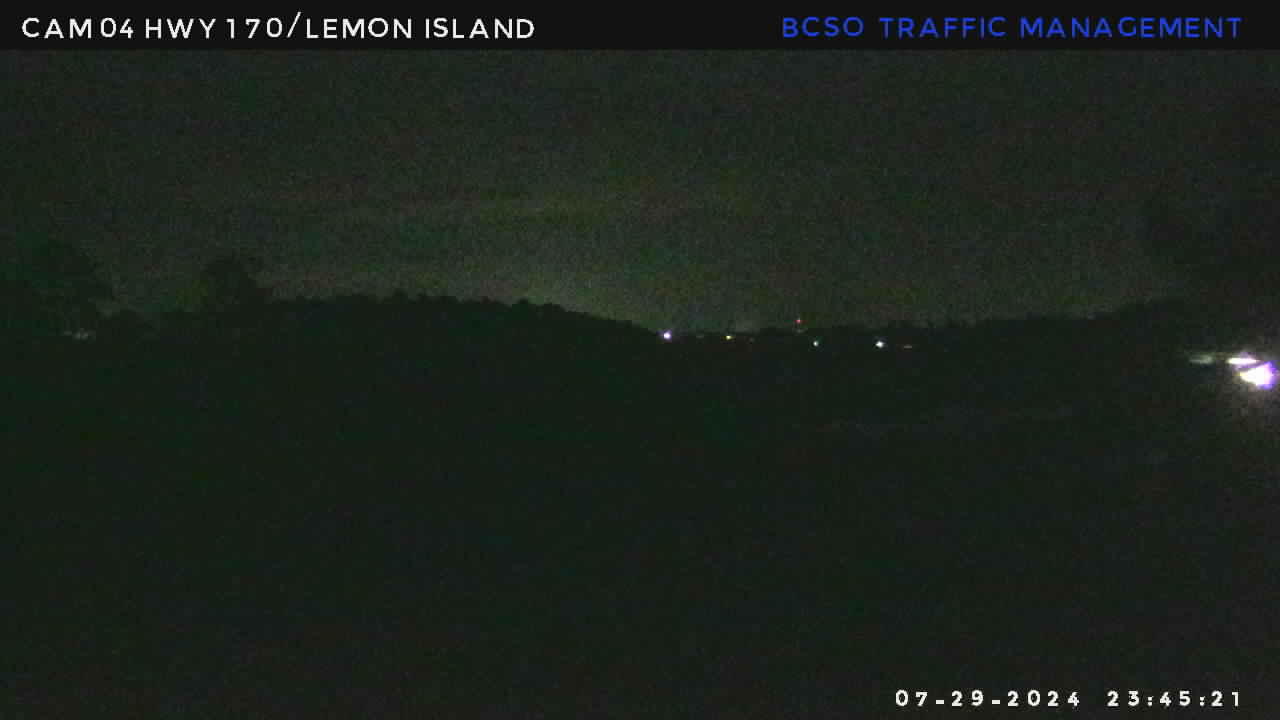 CAM04 HWY 170/LEMON ISLAND
BCSO TRAFFIC MANAGEMENT
07-29-2024 23:45:21